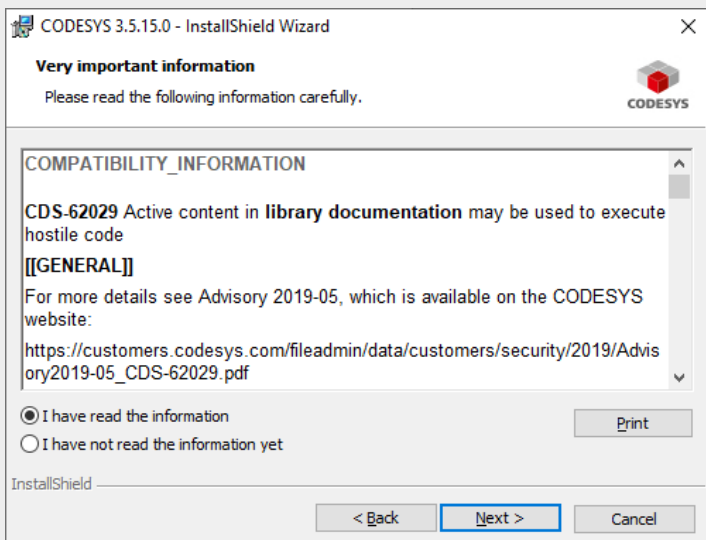 CODESYS 3.5.15.0 - InstallShield Wizard
Very important information
Please read the following information carefully.
CODESYS
COMPATIBILITY_INFORMATION
CDS-62029 Active content in library documentation may be used to execute
hostile code
[[GENERAL]]
For more details see Advisory 2019-05, which is available on the CODESYS
website:
https://customers.codesys.com/fileadmin/data/customers/security/2019/Advis
ory2019-05_CDS-62029.pdf
I have read the information
Print
I have not read the information yet
InstallShield
< Back
Next >
Cancel